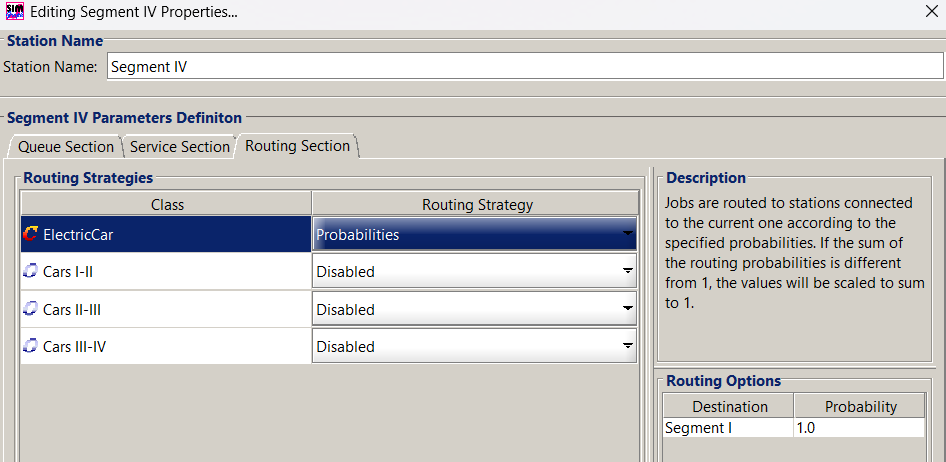 Editing Segment IV Properties...
Station Name
Station Name: Segment IV
Segment IV Parameters Definiton
Queue Section Service Section Routing Section
Routing Strategies
Class Routing Strategy
ElectricCar Probabilities
Cars I-II Disabled
Cars II-III Disabled
Cars III-IV Disabled
Description
Jobs are routed to stations connected
to the current one according to the
specified probabilities. If the sum of
the routing probabilities is different
from 1, the values will be scaled to sum
to 1.
Routing Options
Destination Probability
Segment I 1.0